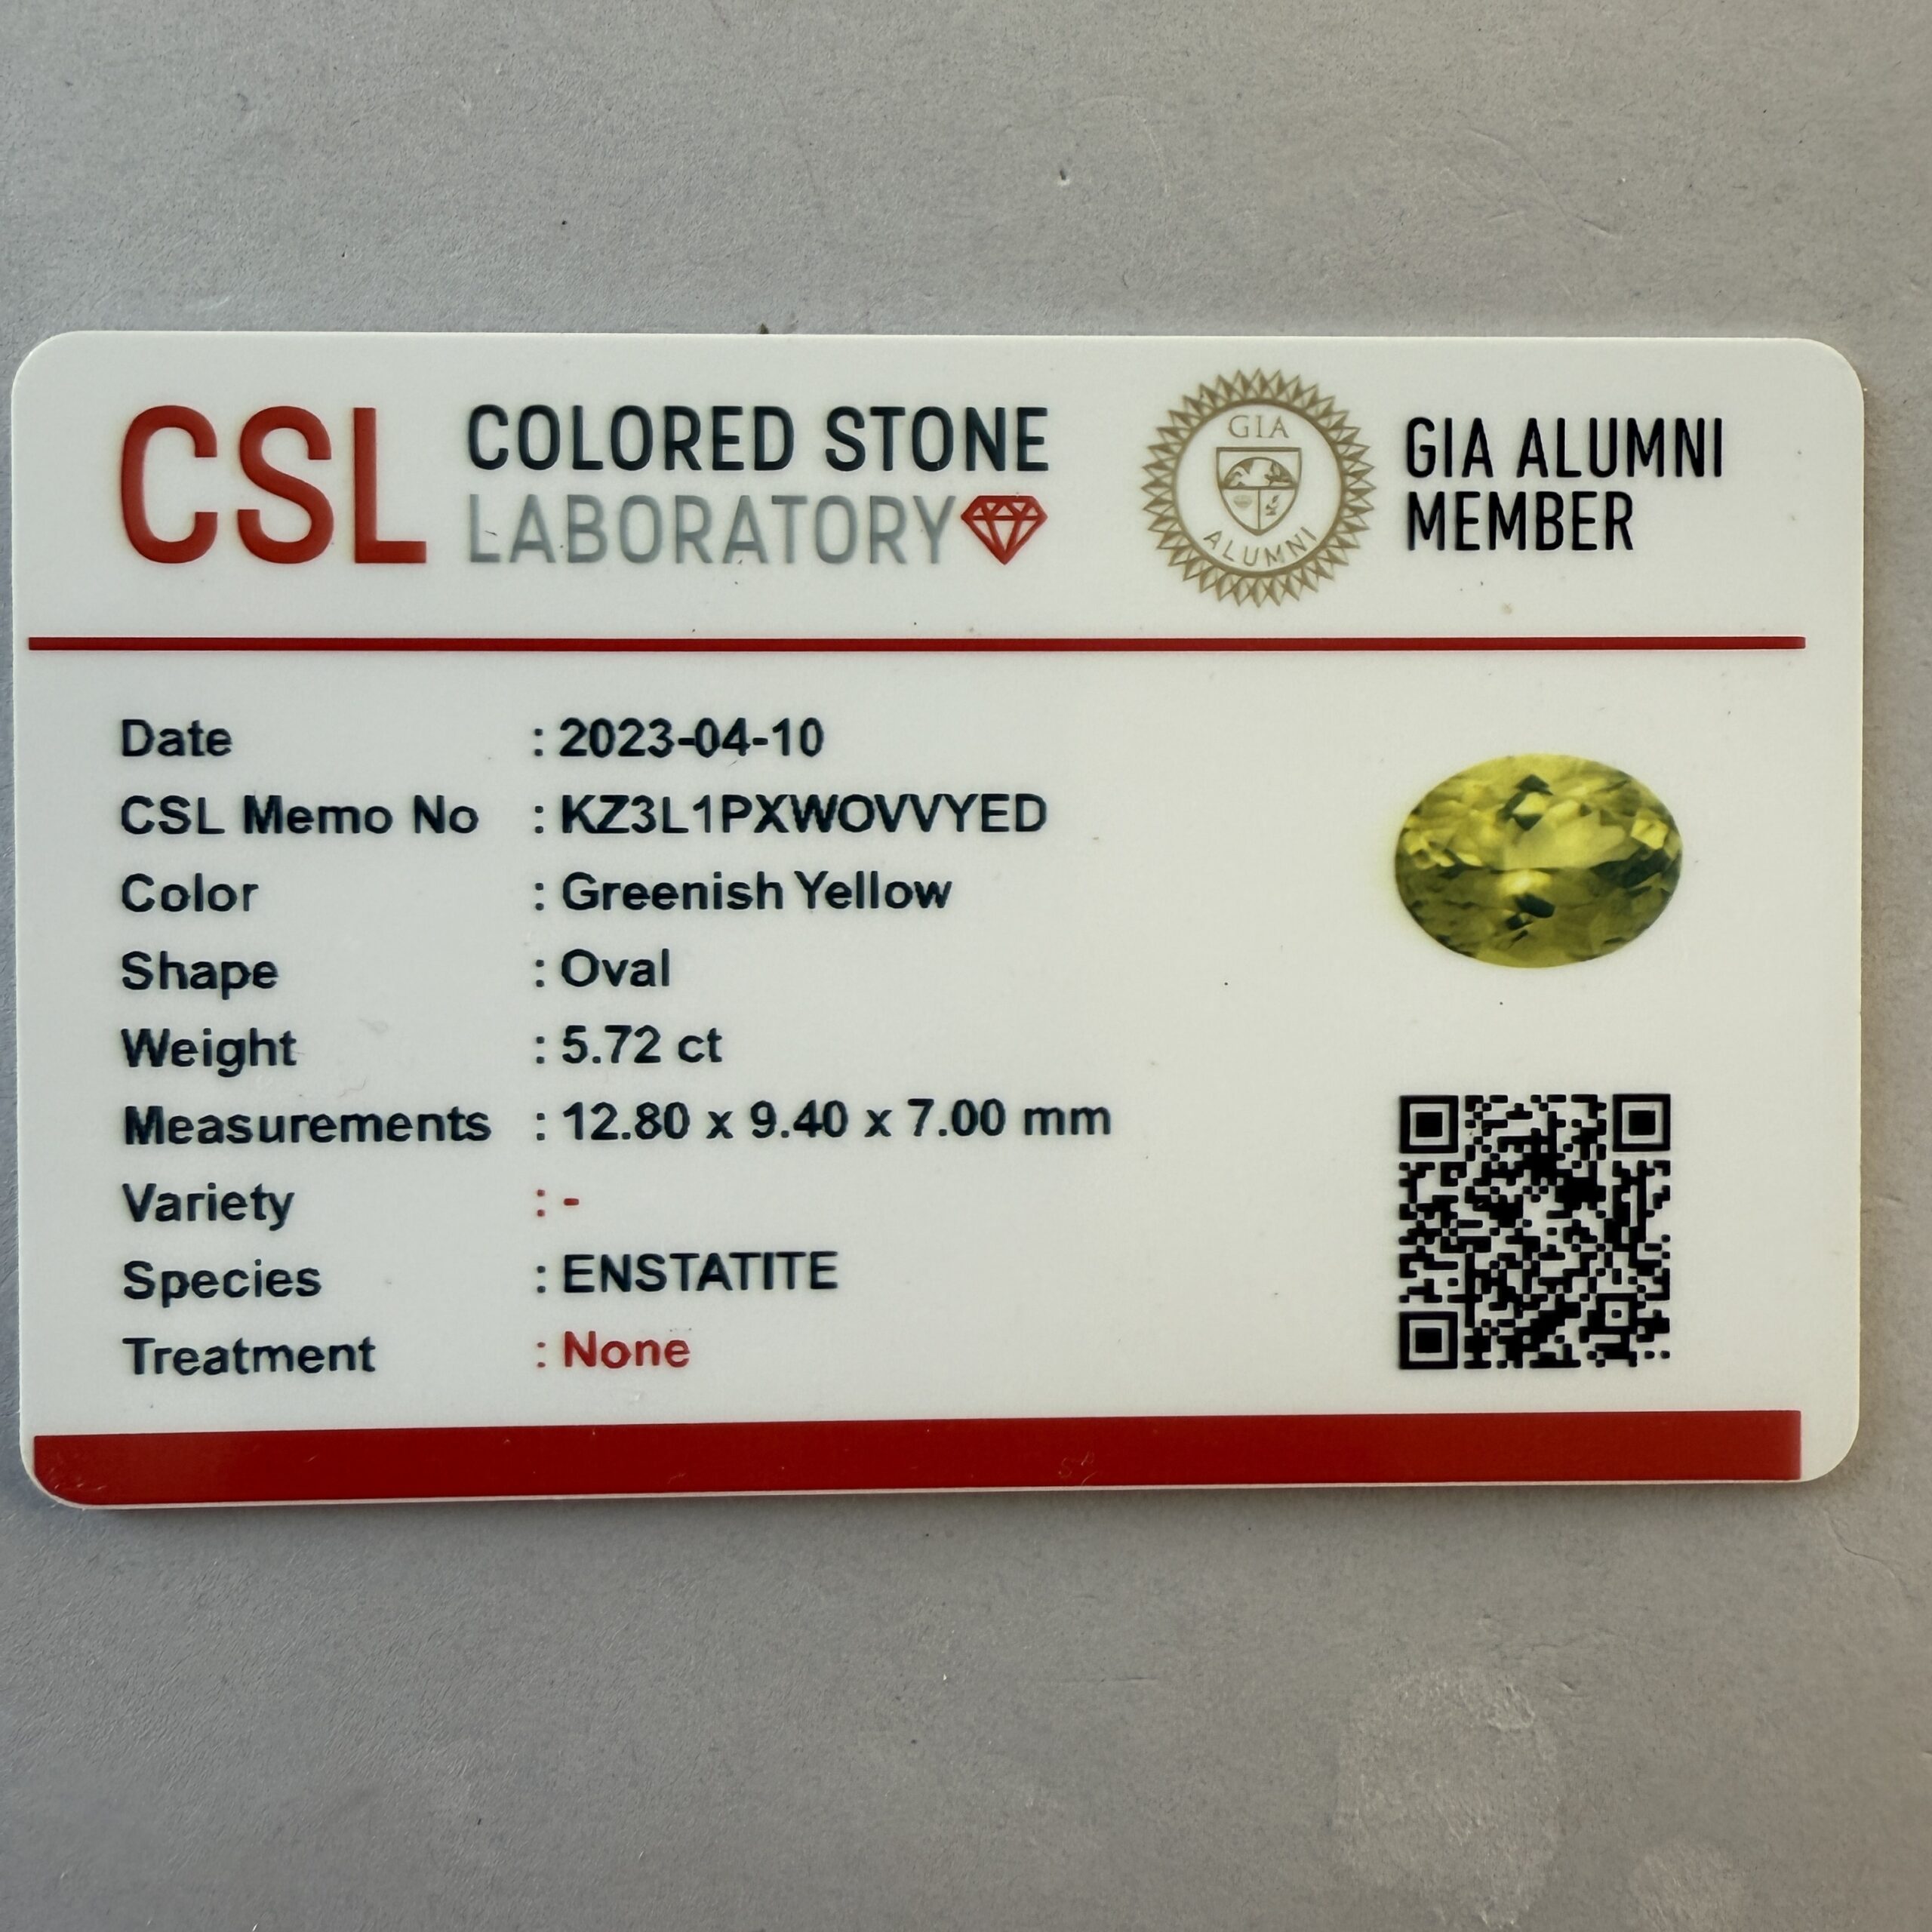 CSL COLORED STONE LABORATORY
GIA ALUMNI
GIA ALUMNI MEMBER
Date : 2023-04-10
CSL Memo No : KZ3L1PXWOVVYED
Color : Greenish Yellow
Shape : Oval
Weight : 5.72 ct
Measurements : 12.80 x 9.40 x 7.00 mm
Variety : -
Species : ENSTATITE
Treatment : None